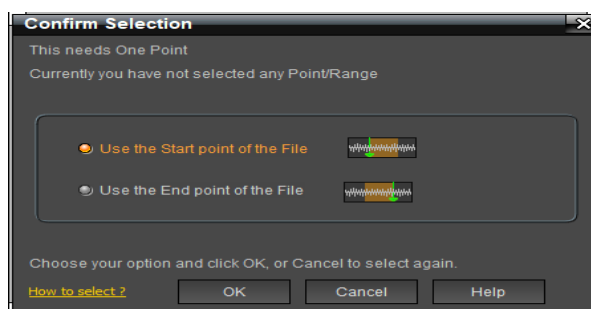 Confirm Selection
This needs One Point
Currently you have not selected any Point/Range
Use the Start point of the File
Use the End point of the File
Choose your option and click OK, or Cancel to select again.
How to select ? OK Cancel Help